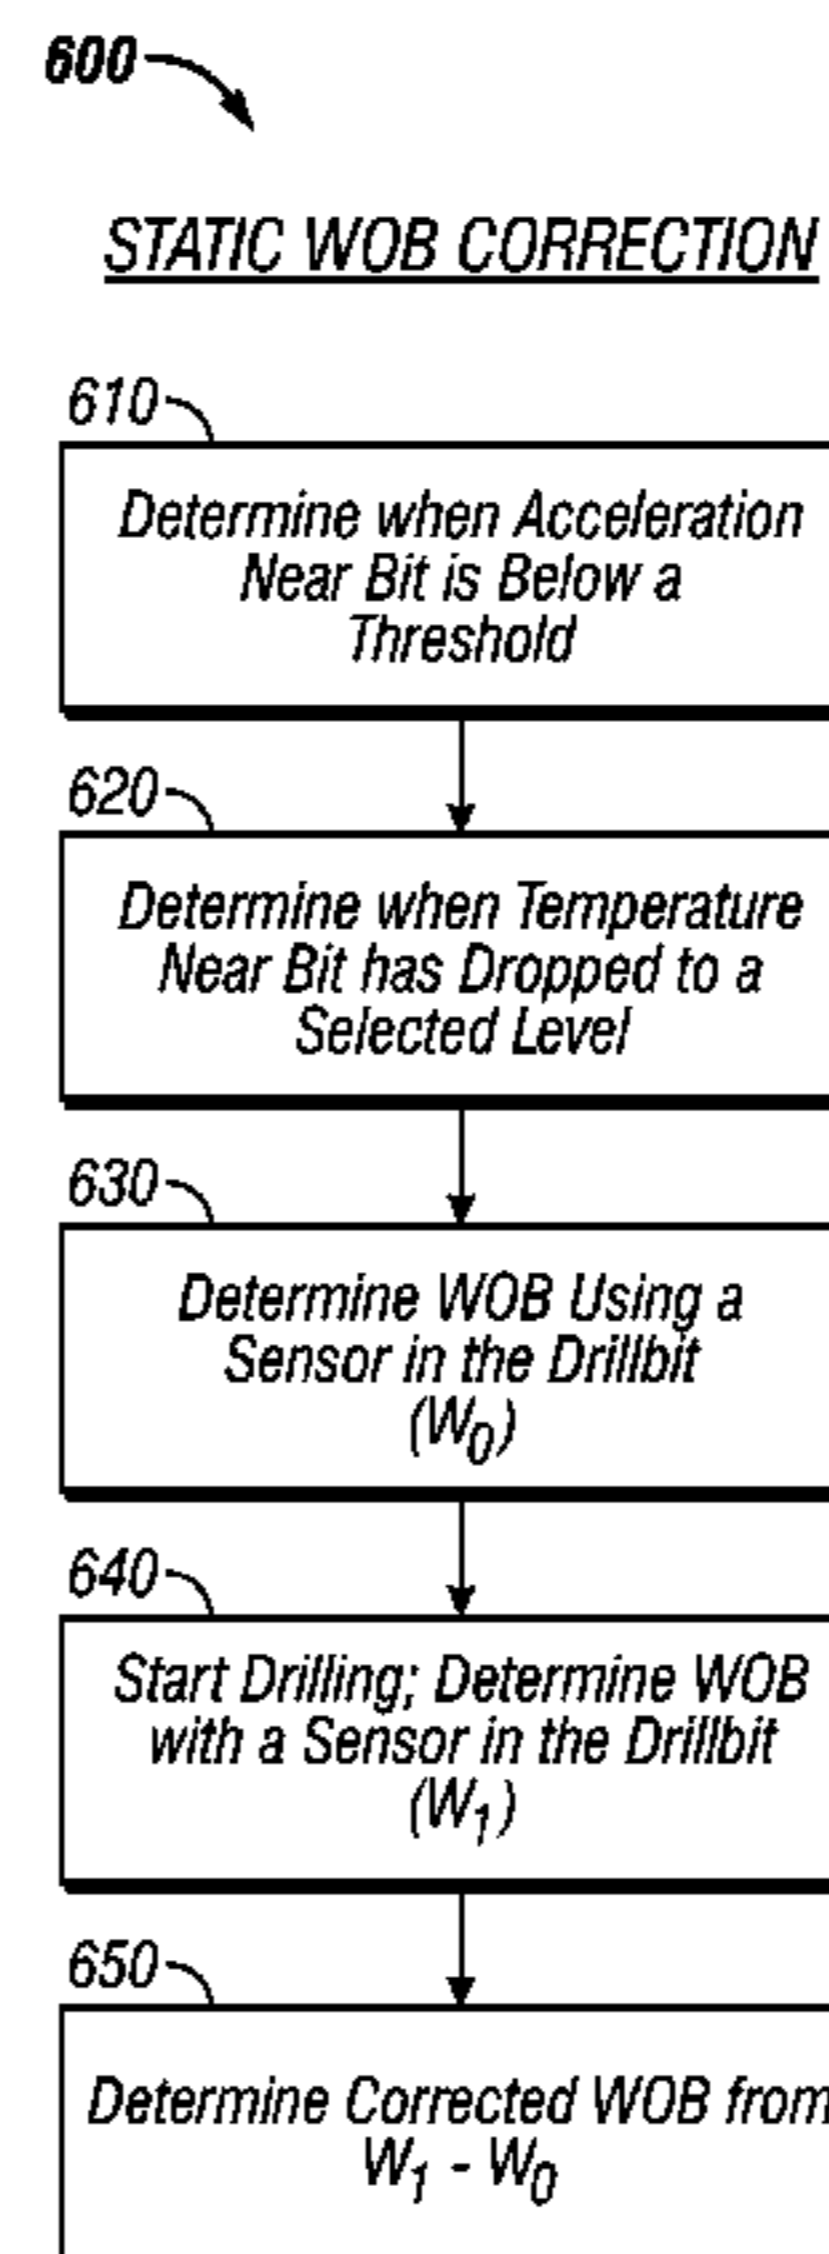 600
STATIC WOB CORRECTION
610
Determine when Acceleration
Near Bit is Below a
Threshold
620
Determine when Temperature
Near Bit has Dropped to a
Selected Level
630
Determine WOB Using a
Sensor in the Drillbit
(W0)
640
Start Drilling; Determine WOB
with a Sensor in the Drillbit
(W1)
650
Determine Corrected WOB from
W1 - W0